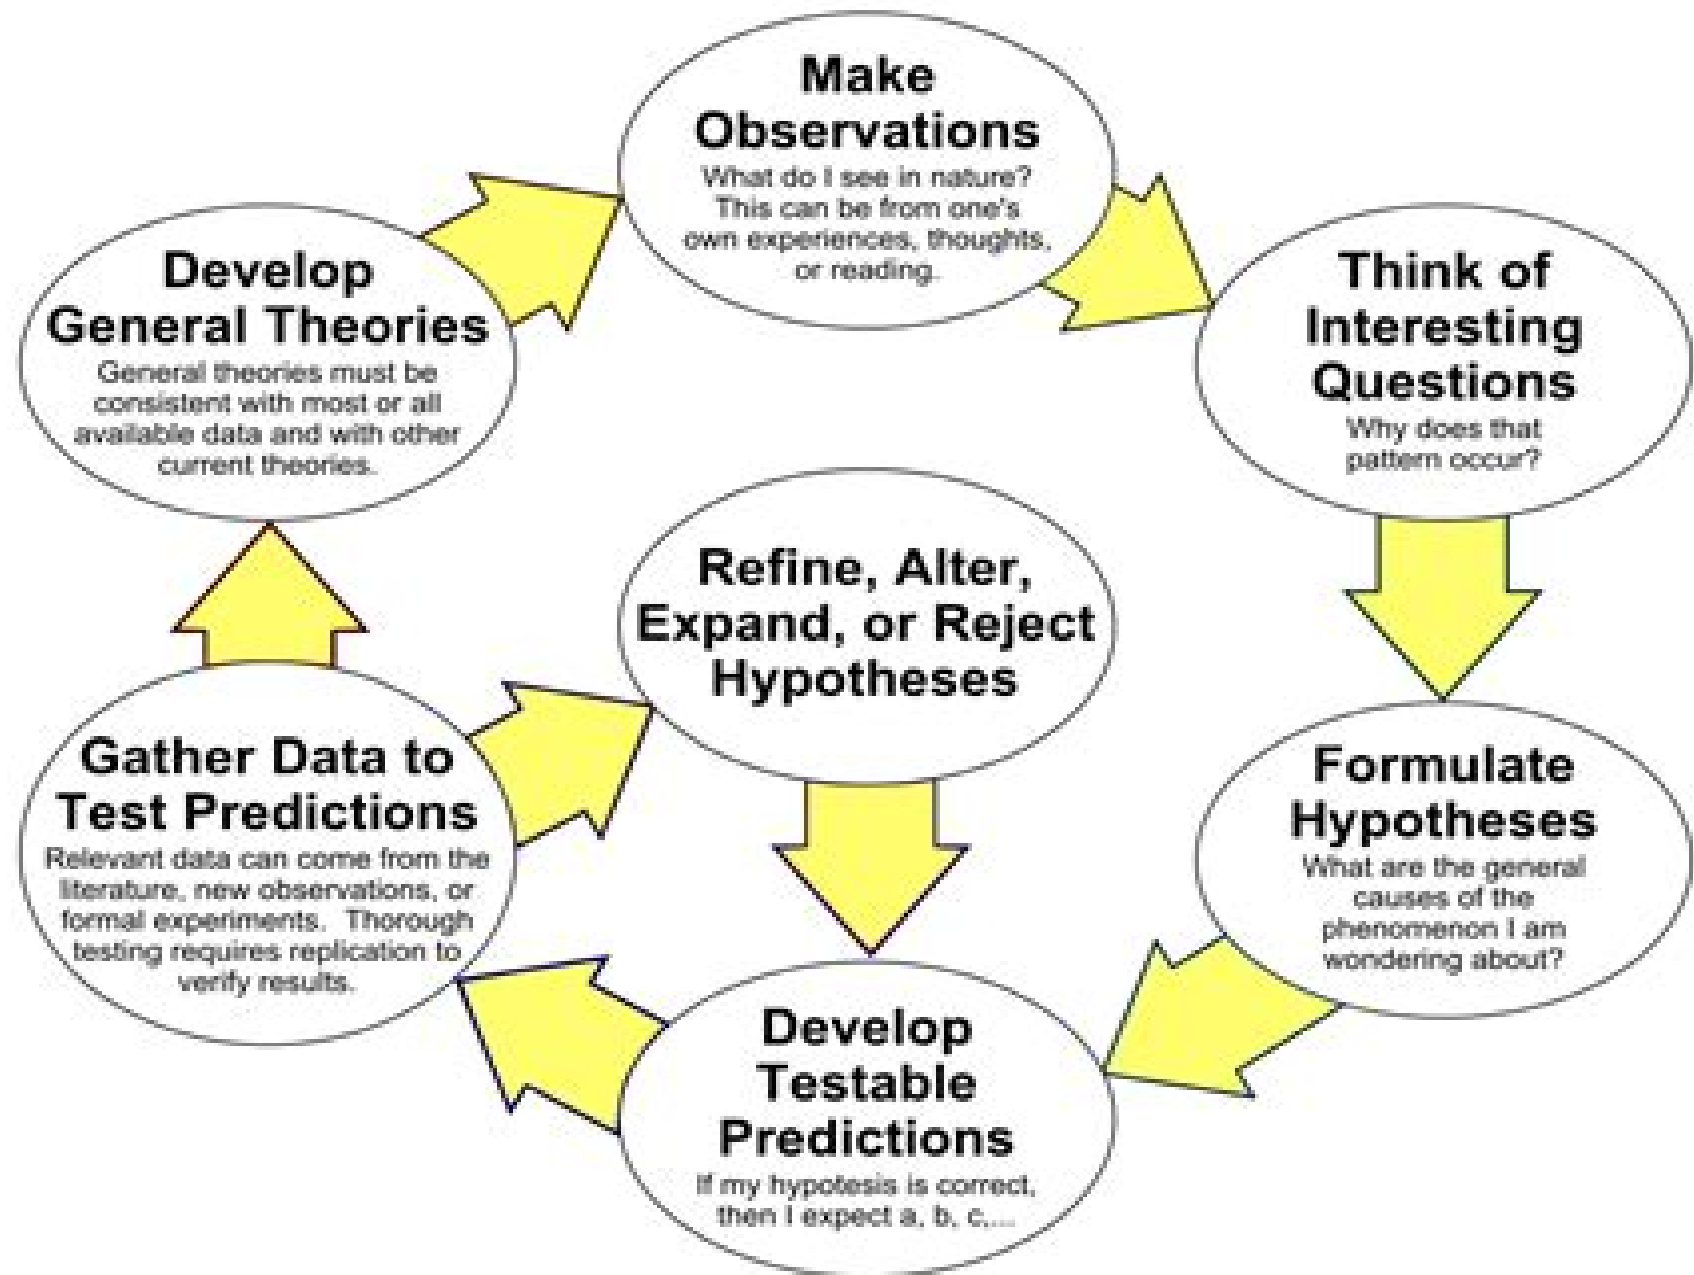 Make
Observations
What do I see in nature?
This can be from one's
own experiences, thoughts,
or reading.
Think of
Interesting
Questions
Why does that
pattern occur?
Formulate
Hypotheses
What are the general
causes of the
phenomenon I am
wondering about?
Develop
Testable
Predictions
If my hypotesis is correct,
then I expect a, b, c,...
Gather Data to
Test Predictions
Relevant data can come from the
literature, new observations, or
formal experiments. Thorough
testing requires replication to
verify results.
Refine, Alter,
Expand, or Reject
Hypotheses
Develop
General Theories
General theories must be
consistent with most or all
available data and with other
current theories.